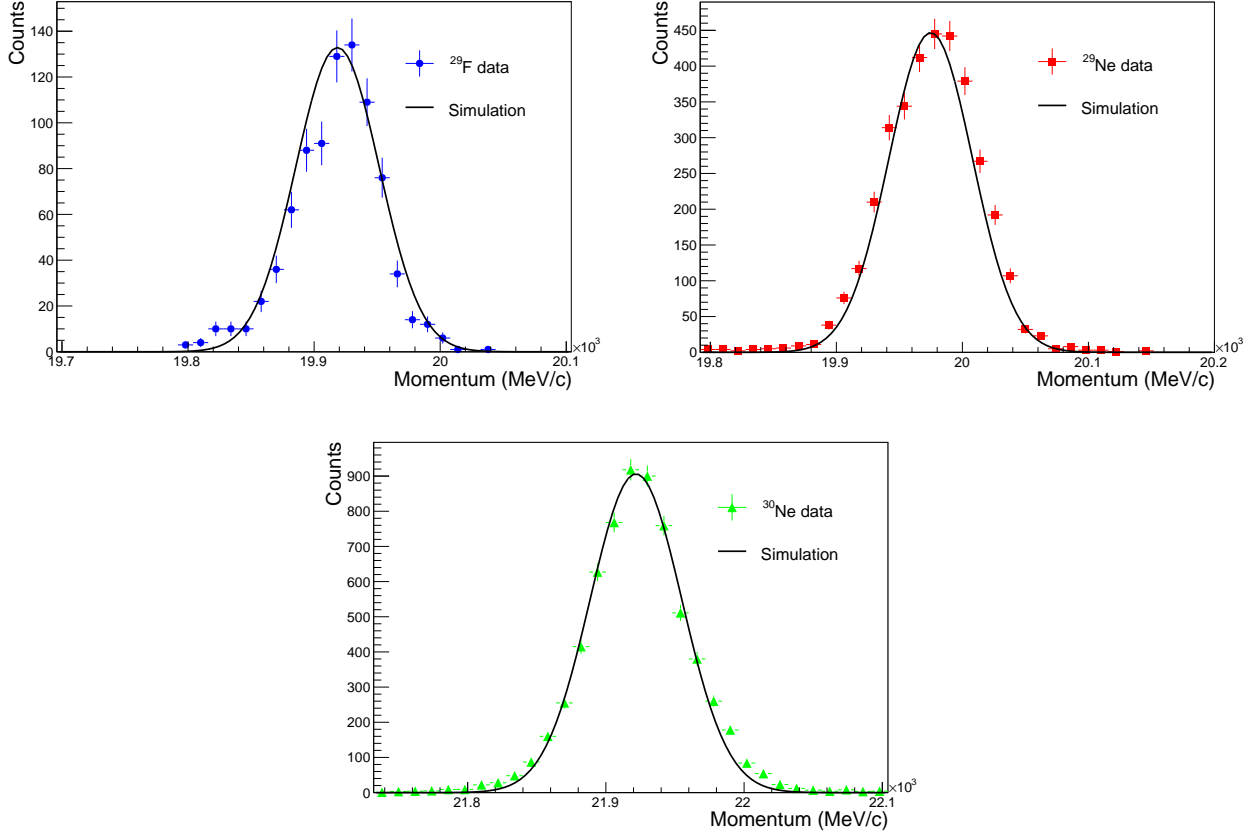 Counts
140
120
100
80
60
40
20
0
²⁹F data
Simulation
19.7 19.8 19.9 20 20.1
×10³
Momentum (MeV/c)
Counts
450
400
350
300
250
200
150
100
50
0
²⁹Ne data
Simulation
19.8 19.9 20 20.1 20.2
×10³
Momentum (MeV/c)
Counts
900
800
700
600
500
400
300
200
100
0
³⁰Ne data
Simulation
21.8 21.9 22 22.1
×10³
Momentum (MeV/c)